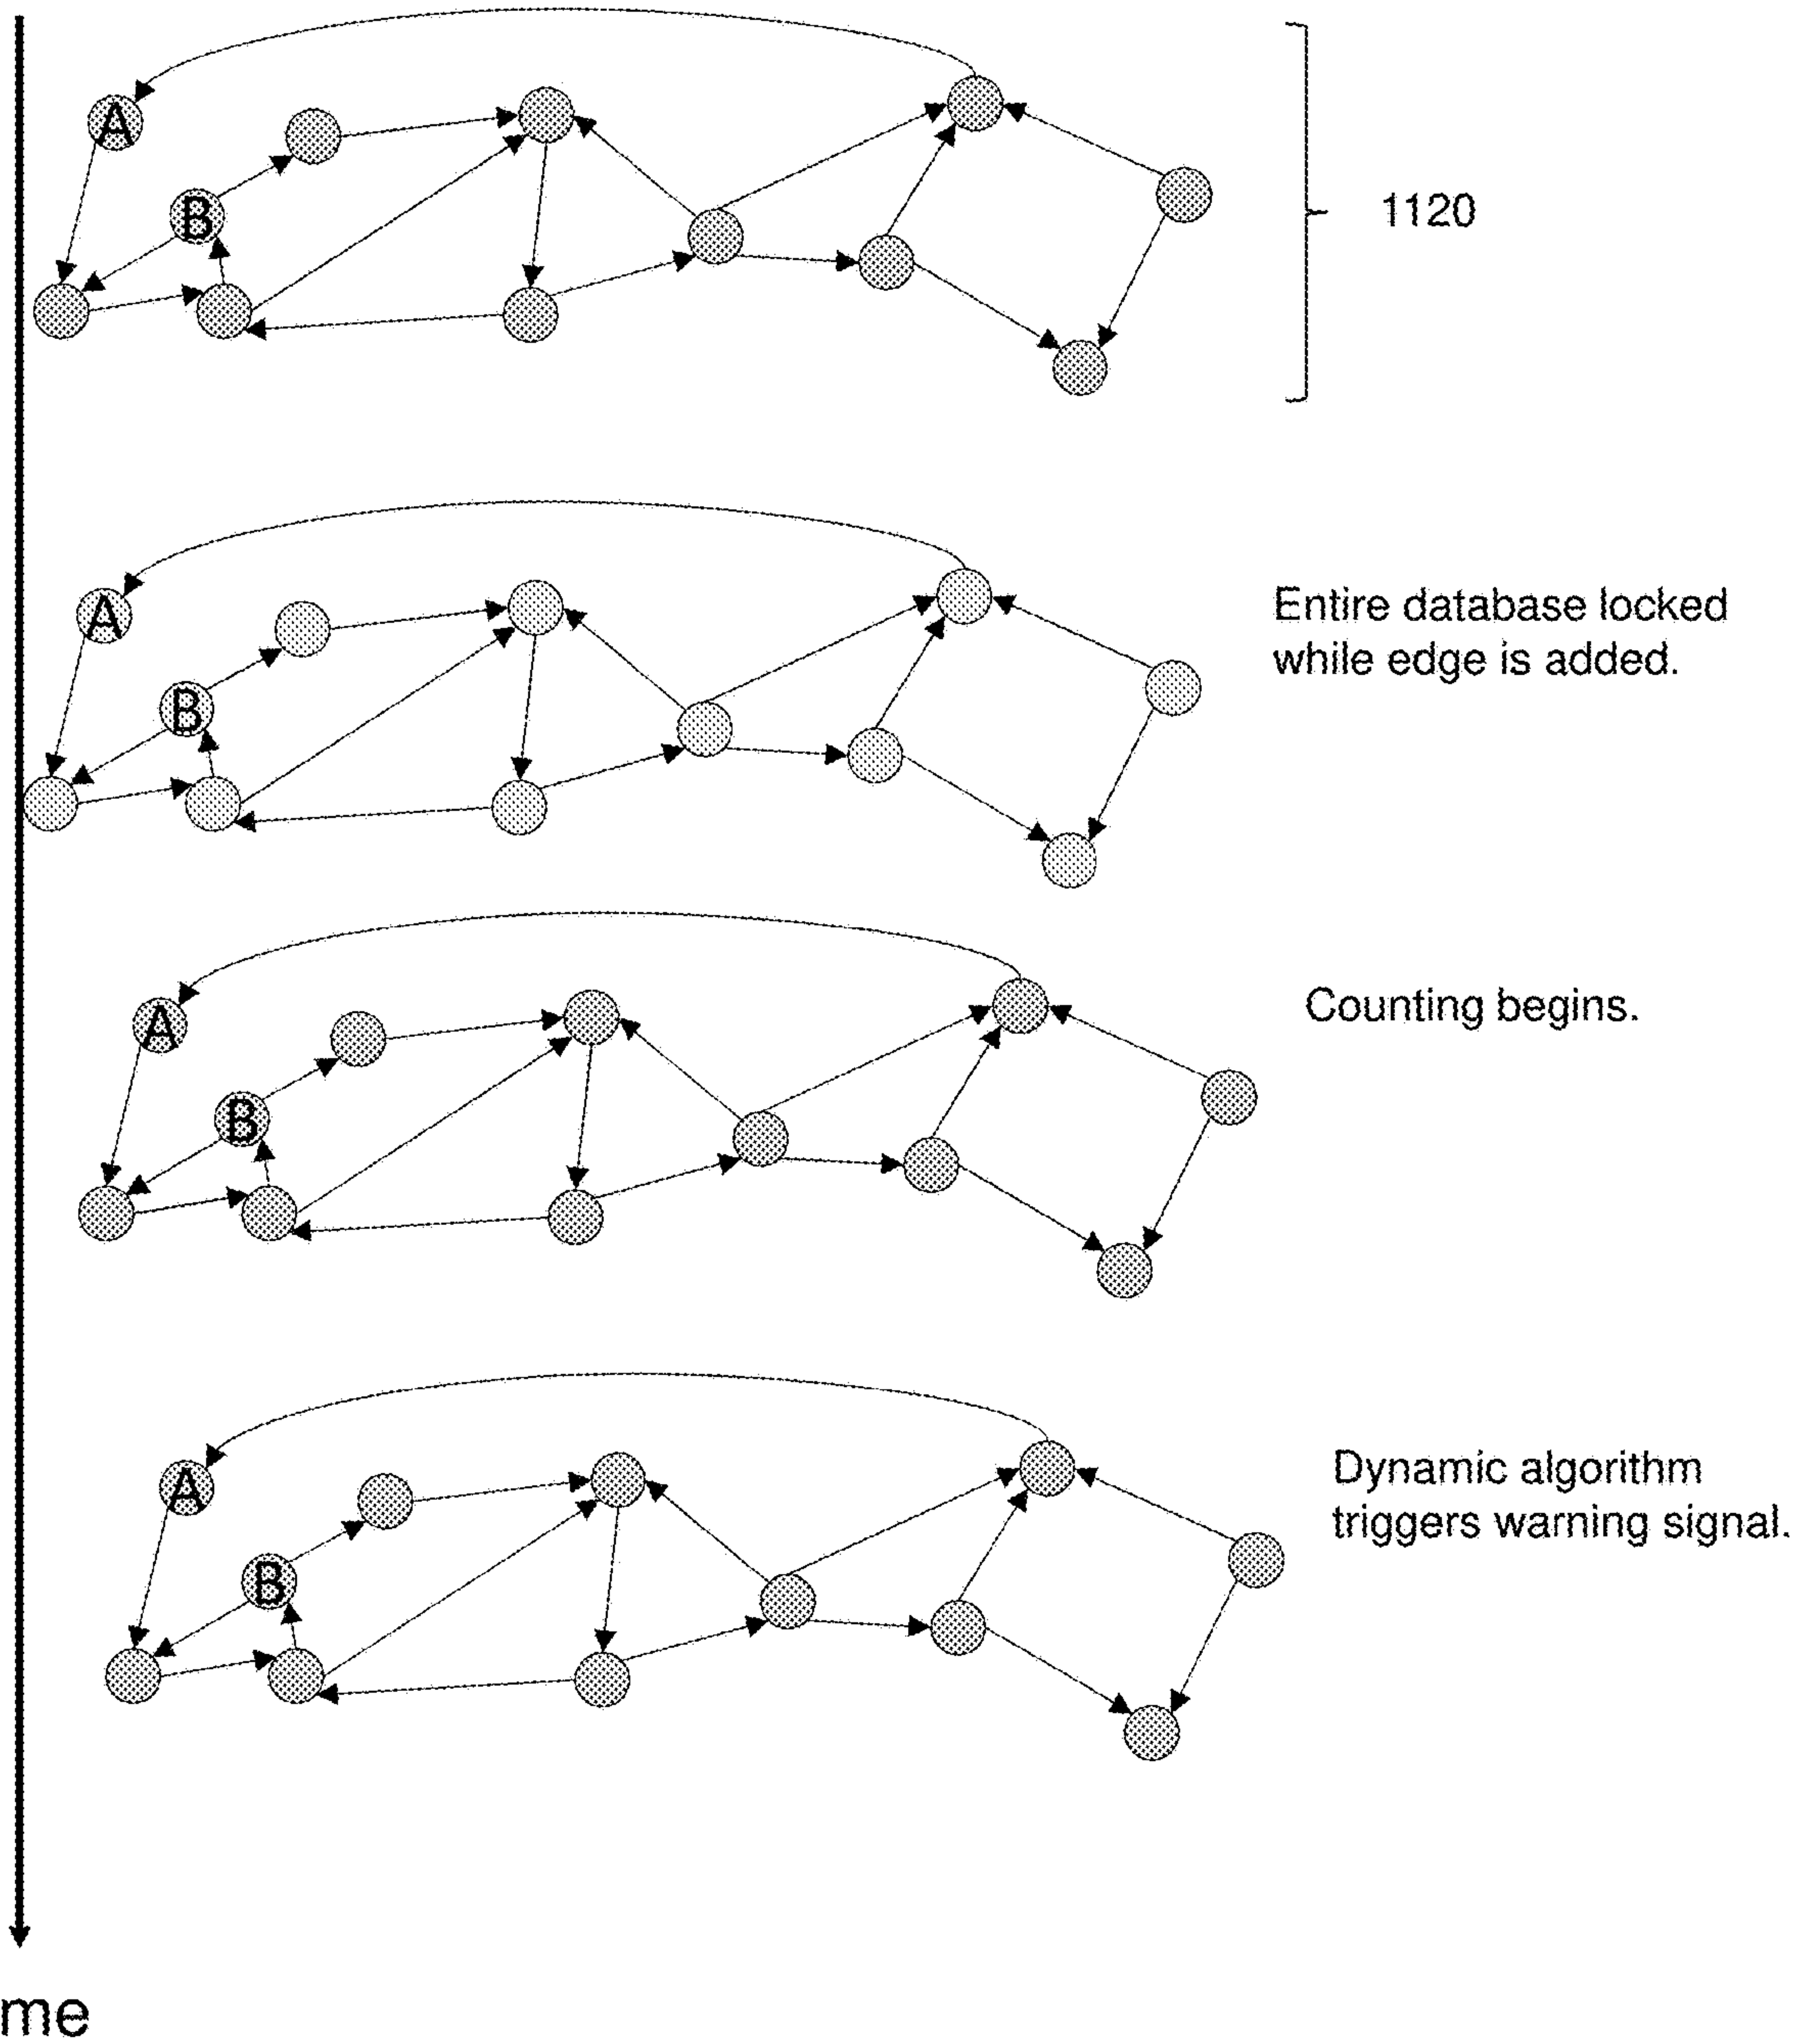 A
B
1120
A
B
Entire database locked
while edge is added.
A
B
Counting begins.
A
B
Dynamic algorithm
triggers warning signal.
me